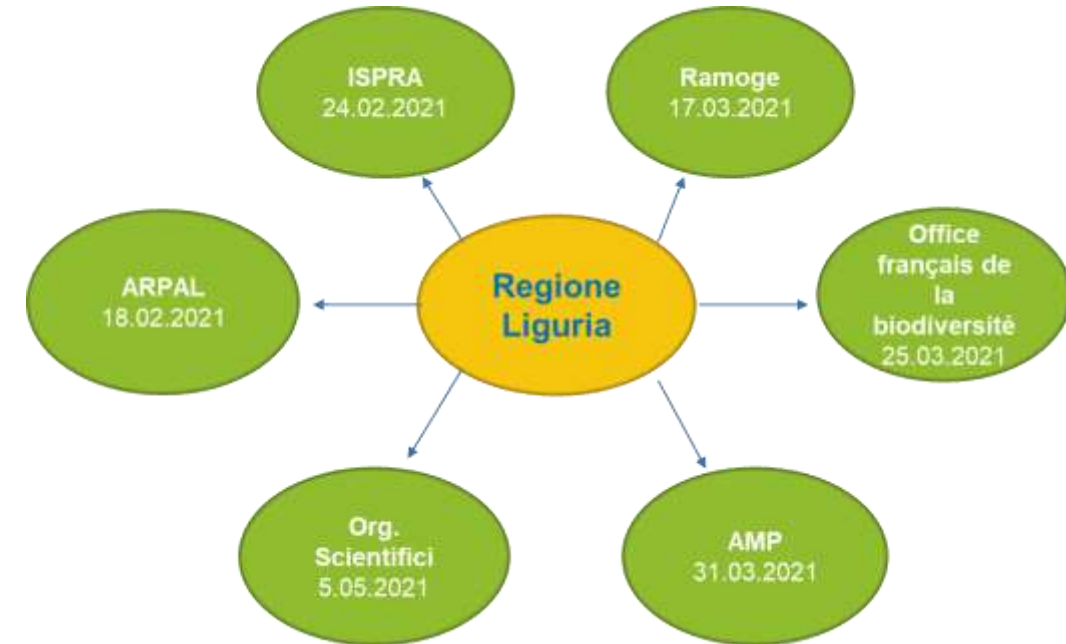 ISPRA
24.02.2021
Ramoge
17.03.2021
ARPAL
18.02.2021
Regione
Liguria
Office
français de
la
biodiversité
25.03.2021
Org.
Scientifici
5.05.2021
AMP
31.03.2021